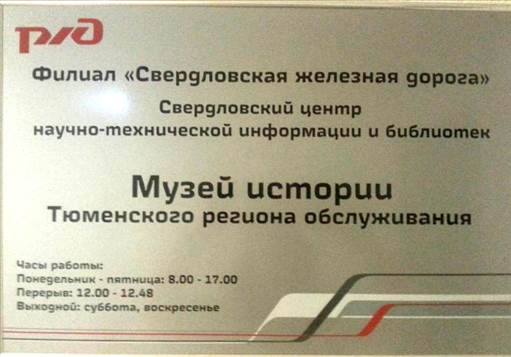 ржд
Филиал «Свердловская железная дорога»
Свердловский центр
научно-технической информации и библиотек
Музей истории
Тюменского региона обслуживания
Часы работы:
Понедельник - пятница: 8.00 - 17.00
Перерыв: 12.00 - 12.48
Выходной: суббота, воскресенье